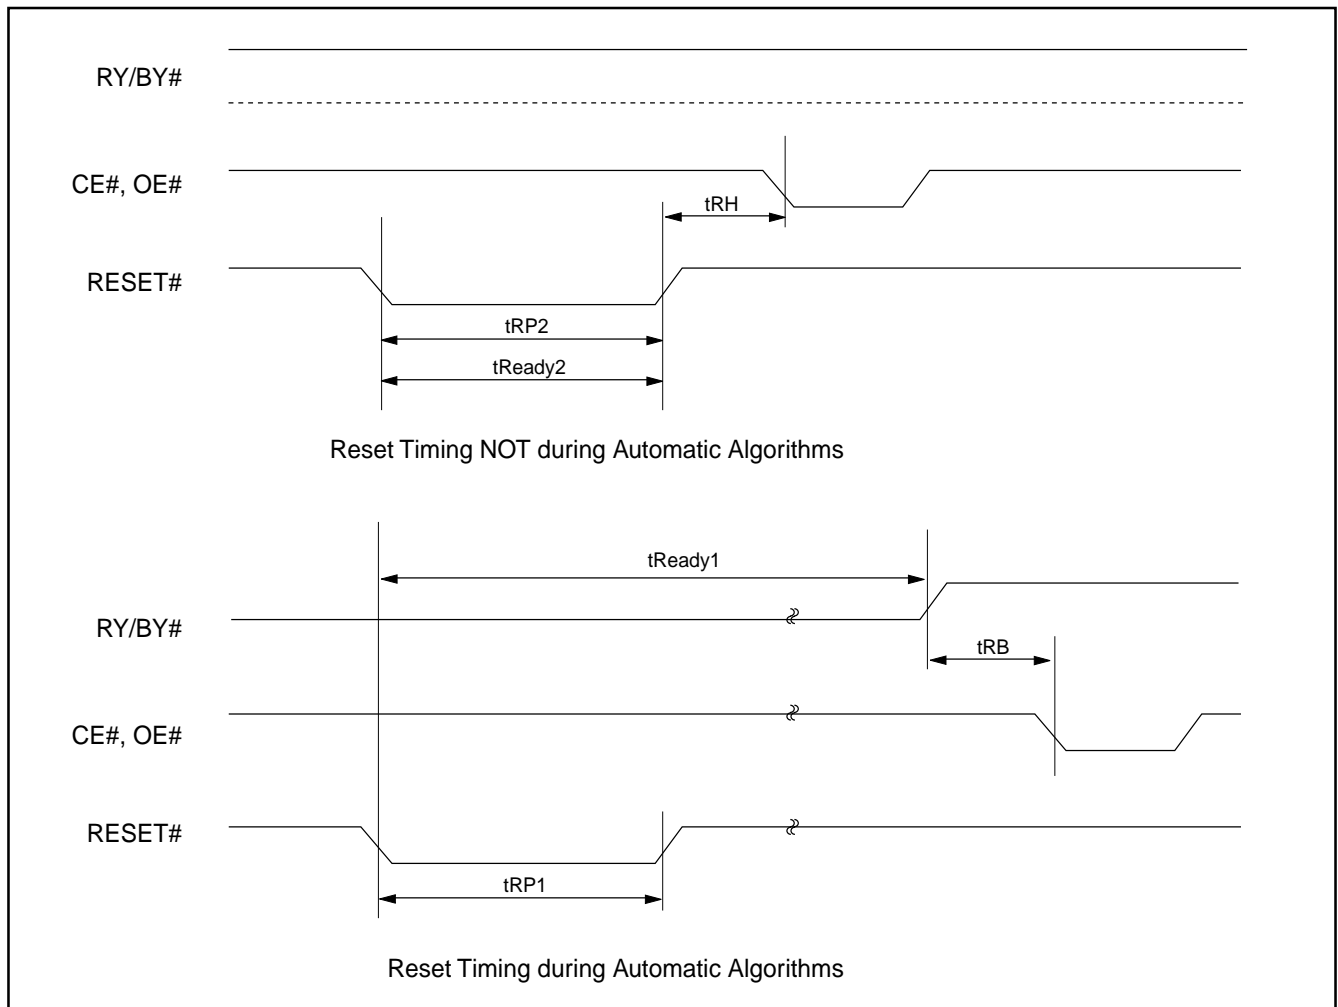 RY/BY#
CE#, OE#
tRH
RESET#
tRP2
tReady2
Reset Timing NOT during Automatic Algorithms
tReady1
RY/BY#
tRB
CE#, OE#
RESET#
tRP1
Reset Timing during Automatic Algorithms